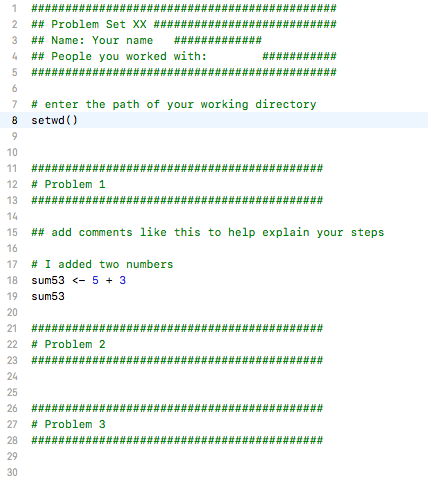 1 #############################################
2 ## Problem Set XX ###########################
3 ## Name: Your name   #############
4 ## People you worked with:        ###########
5 #############################################
6
7 # enter the path of your working directory
8 setwd()
9
10
11 ###########################################
12 # Problem 1
13 ###########################################
14
15 ## add comments like this to help explain your steps
16
17 # I added two numbers
18 sum53 <- 5 + 3
19 sum53
20
21 ###########################################
22 # Problem 2
23 ###########################################
24
25
26 ###########################################
27 # Problem 3
28 ###########################################
29
30